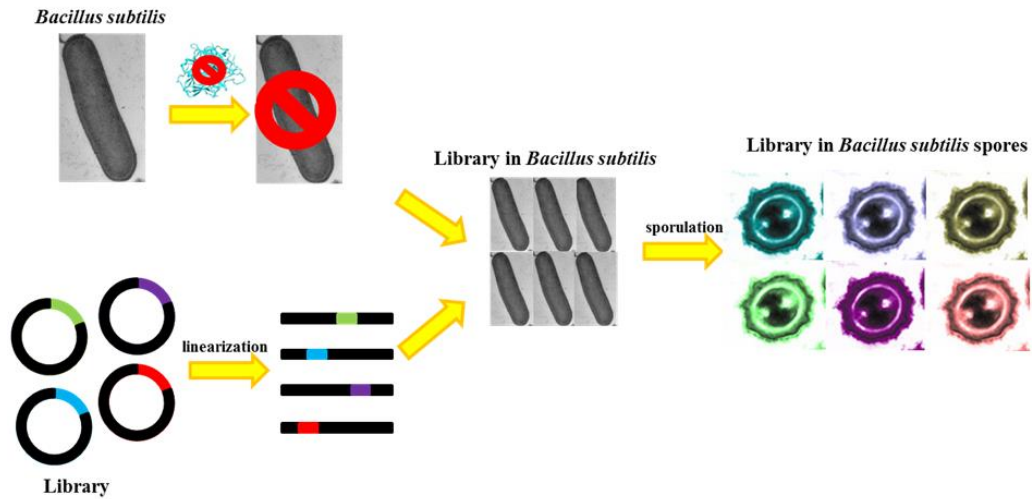 Bacillus subtilis
Library in Bacillus subtilis
Library in Bacillus subtilis spores
sporulation
linearization
Library